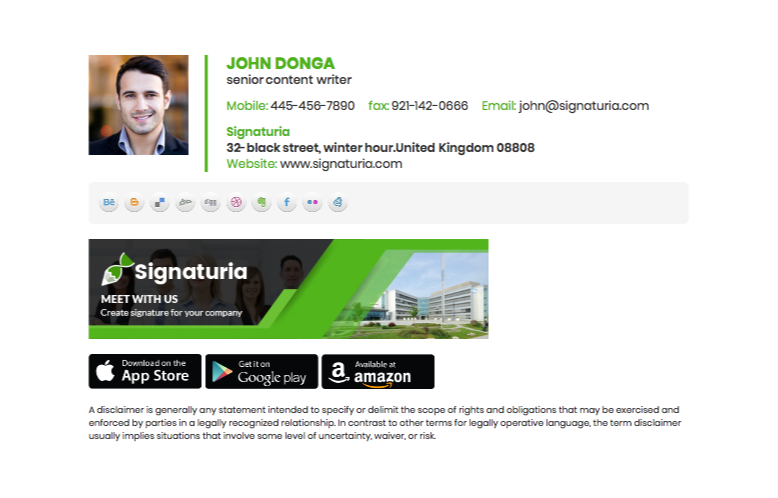 JOHN DONGA
senior content writer
Mobile: 445-456-7890 fax: 921-142-0666 Email: john@signaturia.com
Signaturia
32- black street, winter hour.United Kingdom 08808
Website: www.signaturia.com
Bē
digg
f
Signaturia
MEET WITH US
Create signature for your company
Download on the
App Store
Get it on
Google play
Available at
amazon
A disclaimer is generally any statement intended to specify or delimit the scope of rights and obligations that may be exercised and
enforced by parties in a legally recognized relationship. In contrast to other terms for legally operative language, the term disclaimer
usually implies situations that involve some level of uncertainty, waiver, or risk.